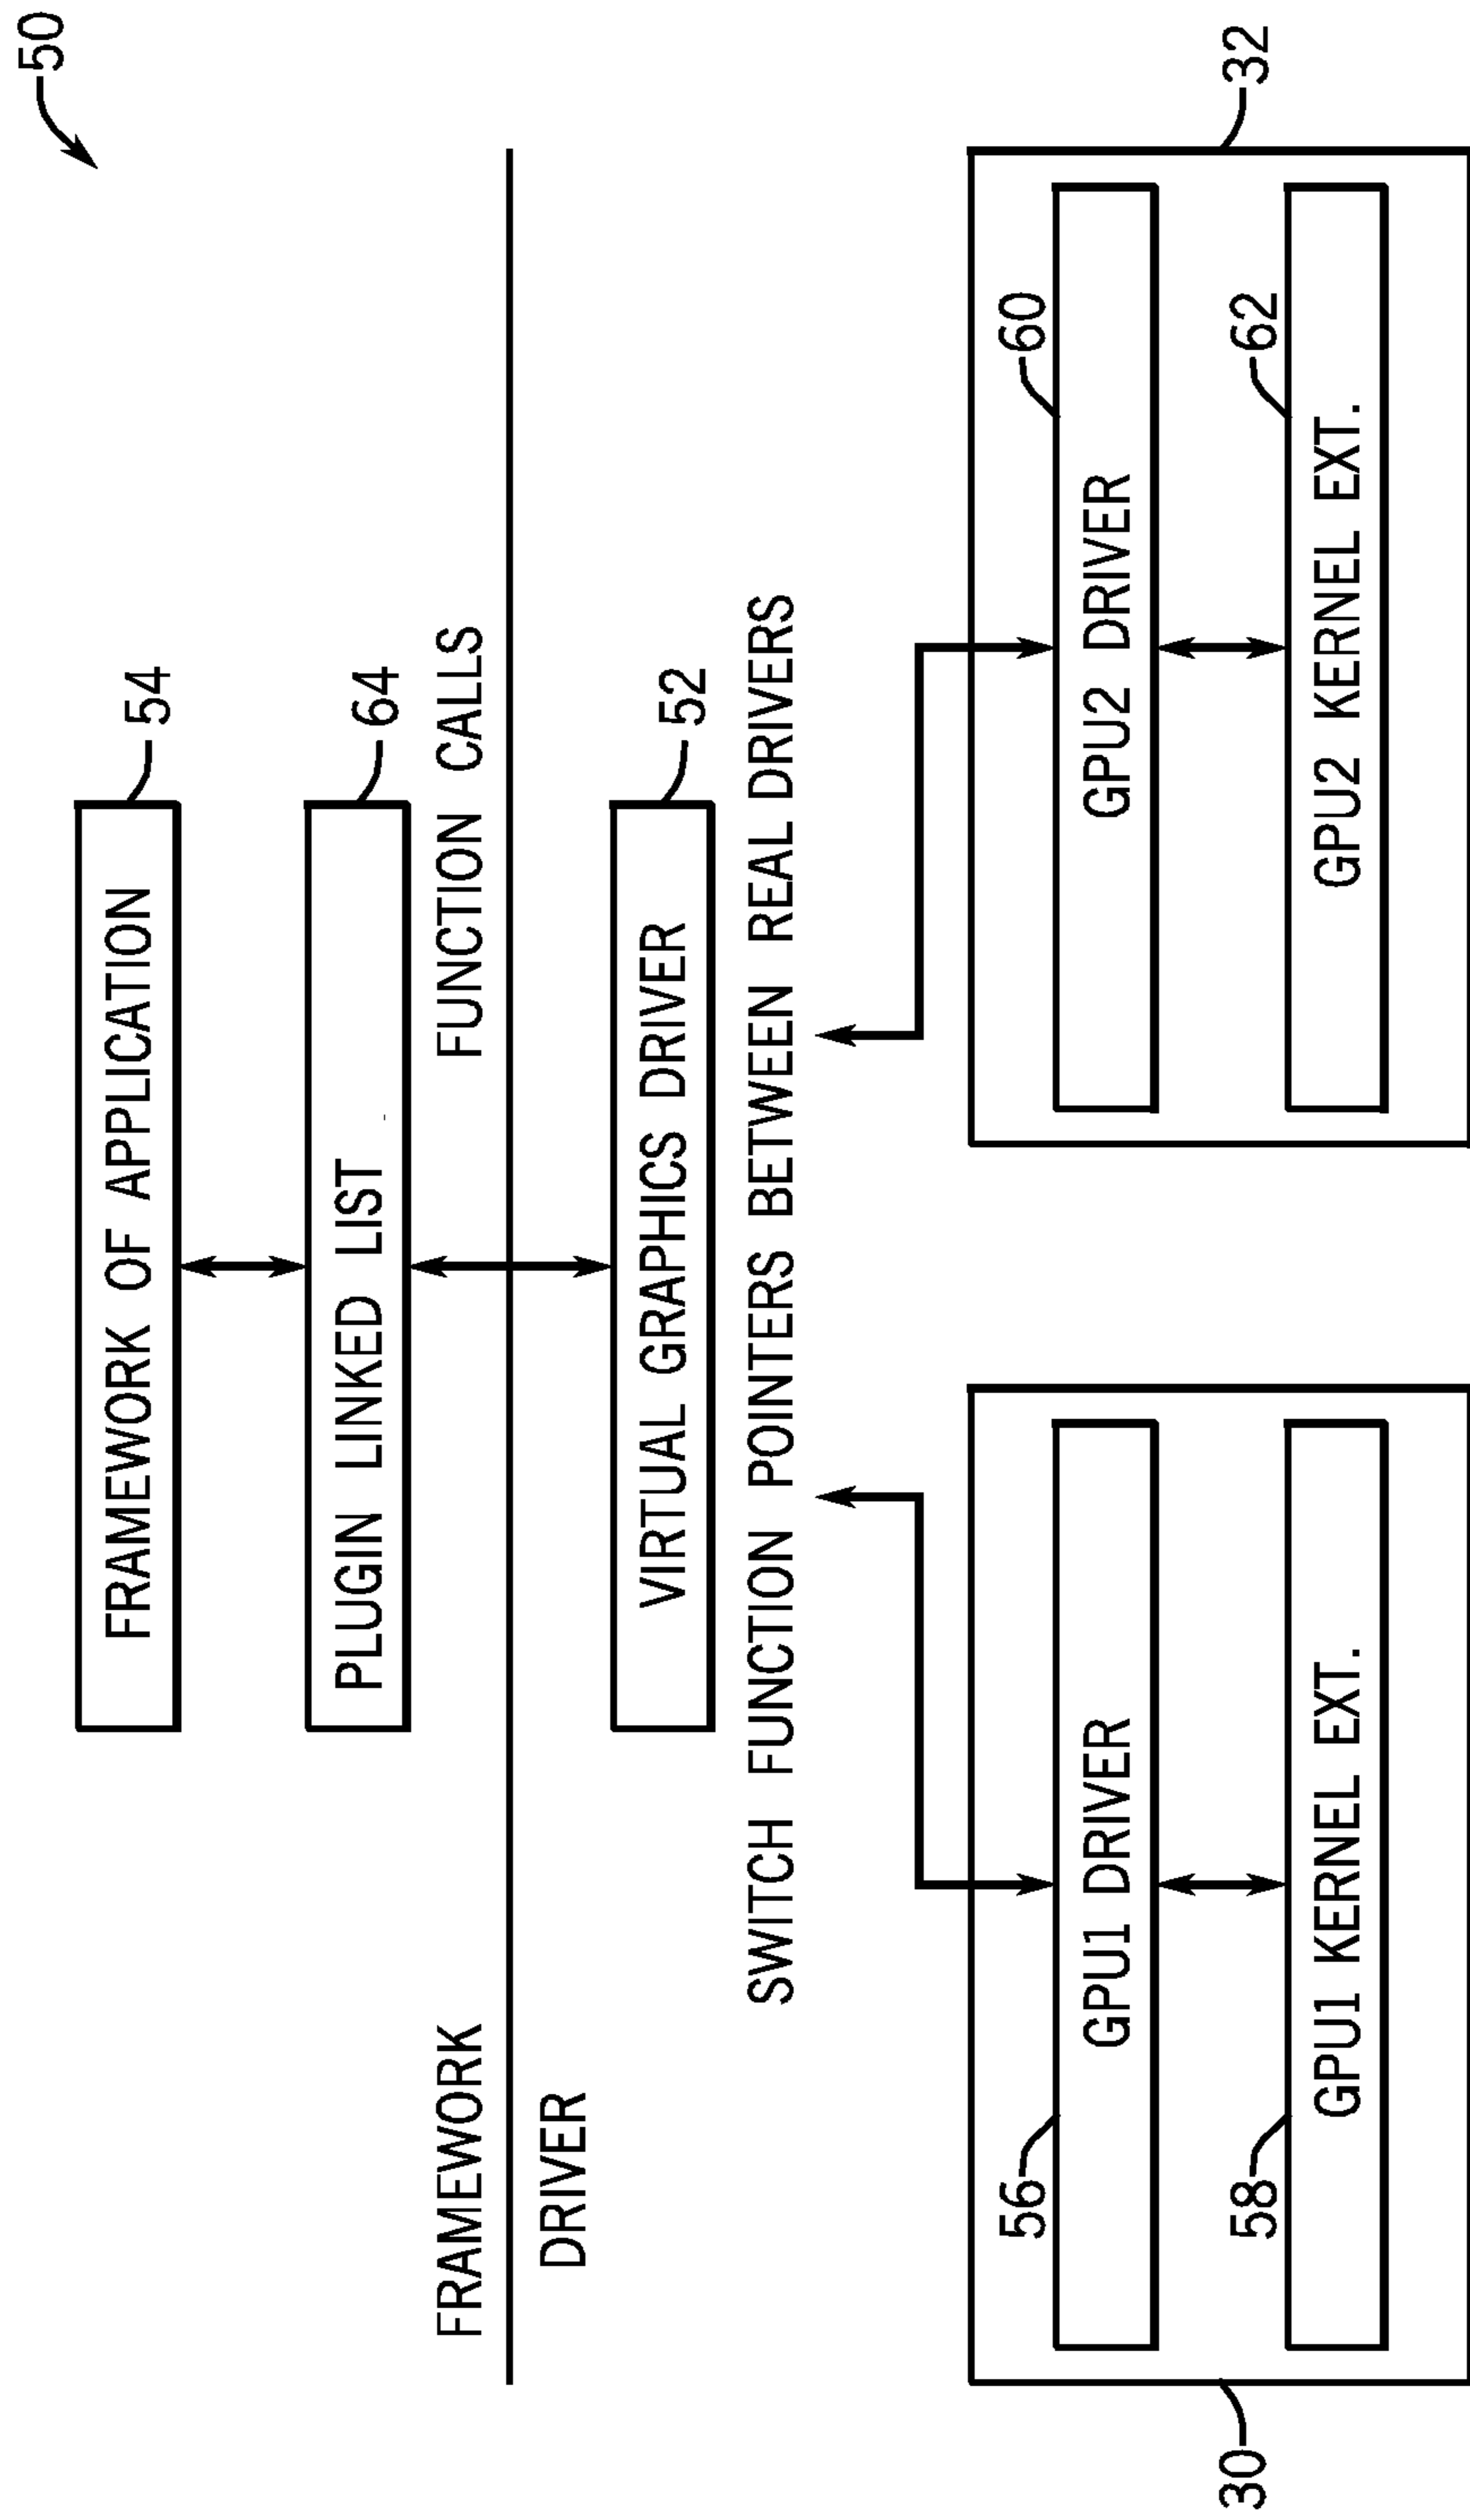 50
FRAMEWORK OF APPLICATION
54
PLUGIN LINKED LIST
64
FRAMEWORK
FUNCTION CALLS
DRIVER
VIRTUAL GRAPHICS DRIVER
52
SWITCH FUNCTION POINTERS BETWEEN REAL DRIVERS
56
GPU1 DRIVER
58
GPU1 KERNEL EXT.
30
60
GPU2 DRIVER
62
GPU2 KERNEL EXT.
32